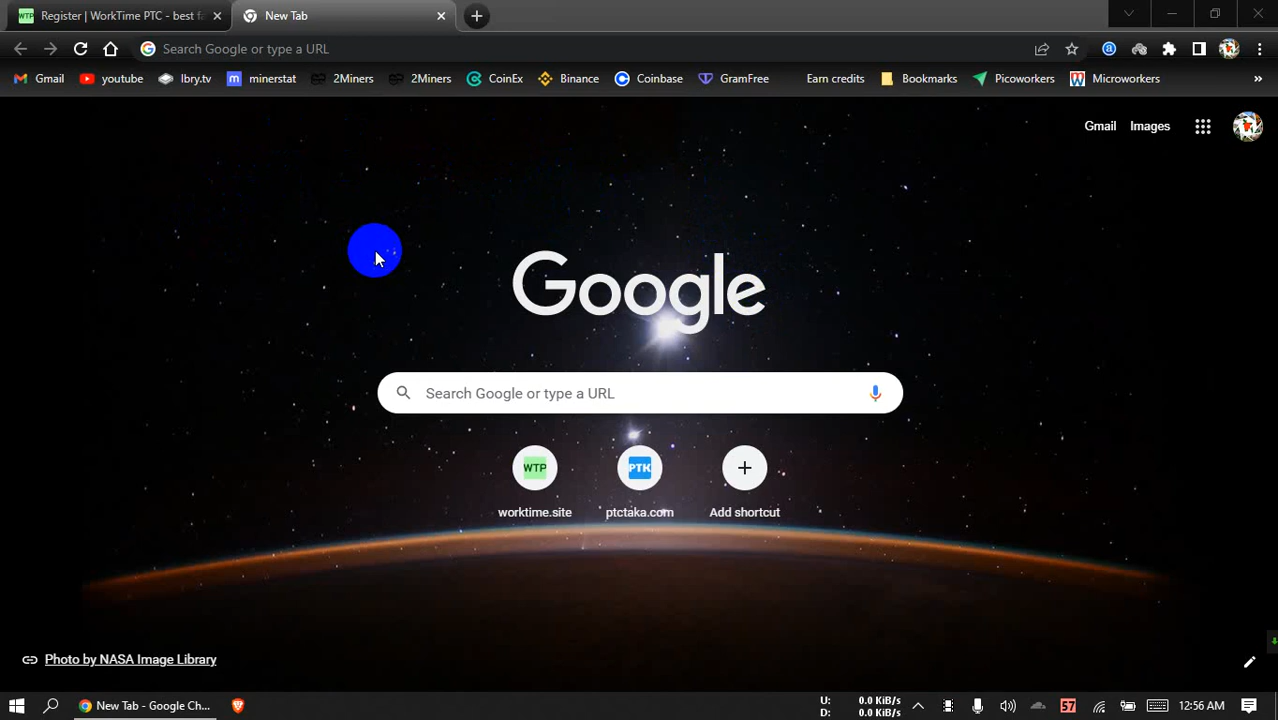 WTP Register | WorkTime PTC - best fa
New Tab
Search Google or type a URL
Gmail youtube lbry.tv minerstat 2Miners 2Miners CoinEx Binance Coinbase GramFree Earn credits Bookmarks Picoworkers Microworkers »
Gmail Images
Google
Search Google or type a URL
WTP PTK
worktime.site ptctaka.com Add shortcut
Photo by NASA Image Library
New Tab - Google Ch...
U: 0.0 KiB/s
D: 0.0 KiB/s
57 12:56 AM